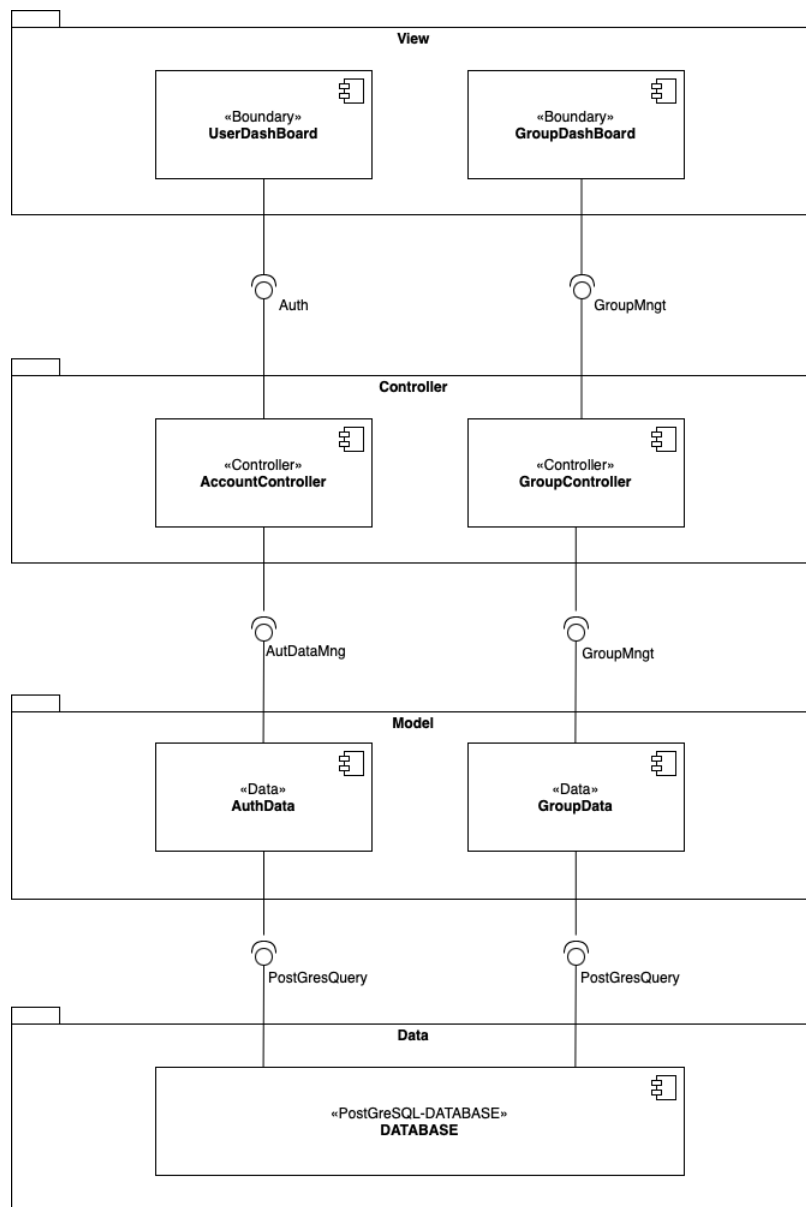 View
«Boundary»
UserDashBoard
«Boundary»
GroupDashBoard
Auth
GroupMngt
Controller
«Controller»
AccountController
«Controller»
GroupController
AutDataMng
GroupMngt
Model
«Data»
AuthData
«Data»
GroupData
PostGresQuery
PostGresQuery
Data
«PostGreSQL-DATABASE»
DATABASE